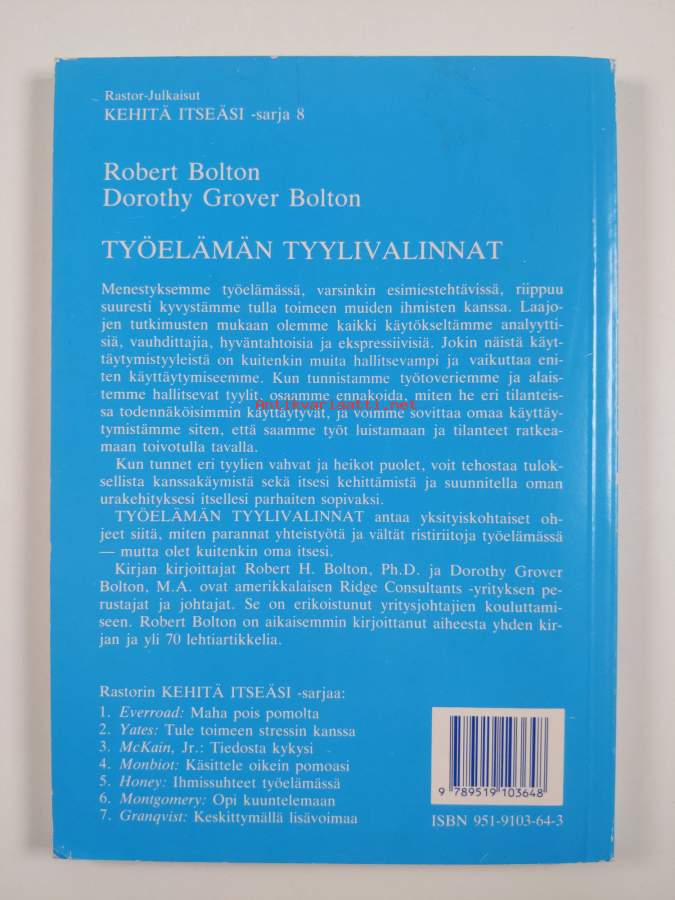 Rastor-Julkaisut
KEHITÄ ITSEÄSI -sarja 8
Robert Bolton
Dorothy Grover Bolton
TYÖELÄMÄN TYYLIVALINNAT
Menestyksemme työelämässä, varsinkin esimiestehtävissä, riippuu
suuresti kyvystämme tulla toimeen muiden ihmisten kanssa. Laajo-
jen tutkimusten mukaan olemme kaikki käytökseltämme analyytti-
siä, vauhdittajia, hyväntahtoisia ja ekspressiivisiä. Jokin näistä käyt-
täytymistyyleistä on kuitenkin muita hallitsevampi ja vaikuttaa eni-
ten käyttäytymiseemme. Kun tunnistamme työtoveriemme ja alais-
temme hallitsevat tyylit, osaamme ennakoida, miten he eri tilanteis-
Antikvariaatti.net
sa todennäköisimmin käyttäytyvät, ja voimme sovittaa omaa käyttäy-
tymistämme siten, että saamme työt luistamaan ja tilanteet ratkea-
maan toivotulla tavalla.
Kun tunnet eri tyylien vahvat ja heikot puolet, voit tehostaa tulok-
sellista kanssakäymistä sekä itsesi kehittämistä ja suunnitella oman
urakehityksesi itsellesi parhaiten sopivaksi.
TYÖELÄMÄN TYYLIVALINNAT antaa yksityiskohtaiset oh-
jeet siitä, miten parannat yhteistyötä ja vältät ristiriitoja työelämässä
— mutta olet kuitenkin oma itsesi.
Kirjan kirjoittajat Robert H. Bolton, Ph.D. ja Dorothy Grover
Bolton, M.A. ovat amerikkalaisen Ridge Consultants -yrityksen pe-
rustajat ja johtajat. Se on erikoistunut yritysjohtajien kouluttami-
seen. Robert Bolton on aikaisemmin kirjoittanut aiheesta yhden kir-
jan ja yli 70 lehtiartikkelia.
Rastorin KEHITÄ ITSEÄSI -sarjaa:
1. Everroad: Maha pois pomolta
2. Yates: Tule toimeen stressin kanssa
3. McKain, Jr.: Tiedosta kykysi
4. Monbiot: Käsittele oikein pomoasi
5. Honey: Ihmissuhteet työelämässä
6. Montgomery: Opi kuuntelemaan
7. Granqvist: Keskittymällä lisävoimaa
9 789519 103648
ISBN 951-9103-64-3